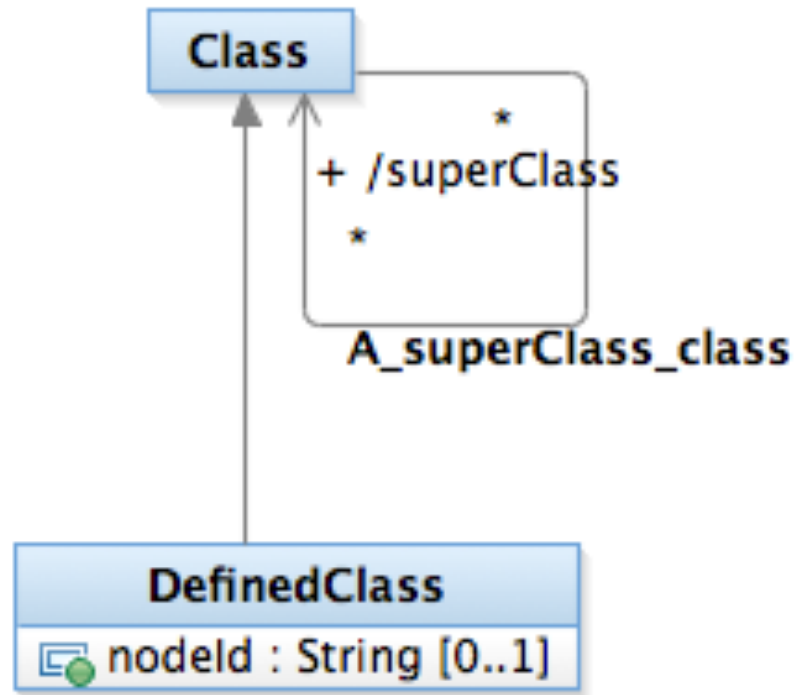 Class
*
+ /superClass
*
A_superClass_class
DefinedClass
nodeId : String [0..1]